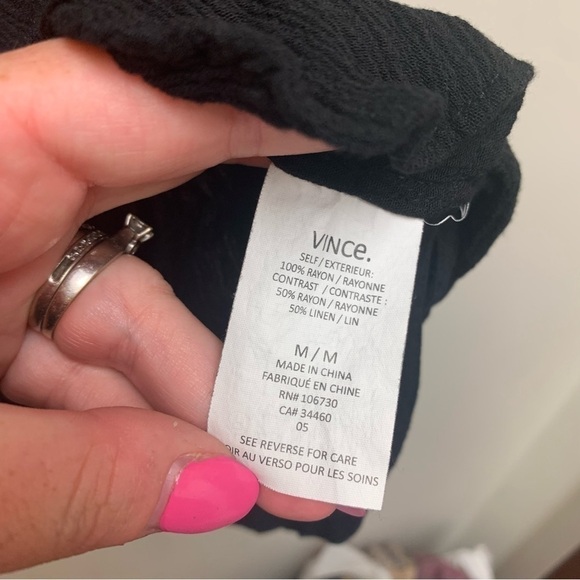 VINCe.
SELF/EXTERIEUR:
100% RAYON/RAYONNE
CONTRAST / CONTRASTE :
50% RAYON/RAYONNE
50% LINEN/LIN
M/M
MADE IN CHINA
FABRIQUÉ EN CHINE
RN# 106730
CA# 34460
05
SEE REVERSE FOR CARE
OIR AU VERSO POUR LES SOINS